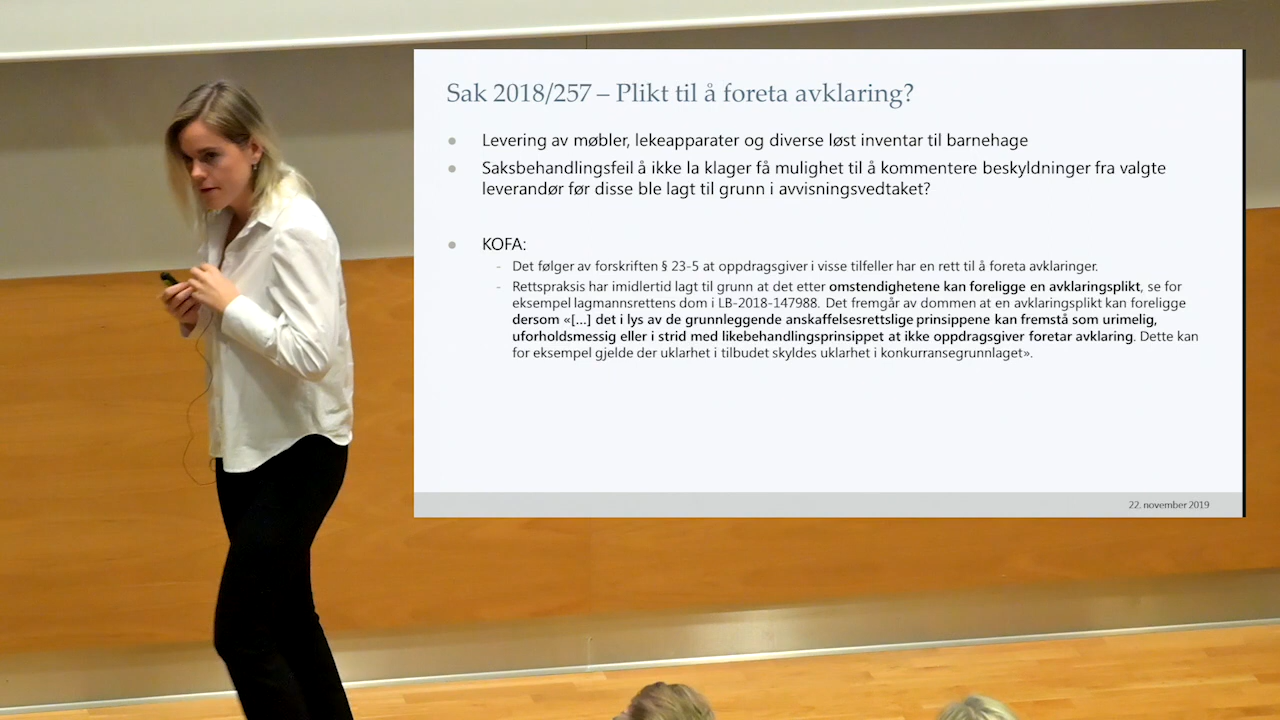 Sak 2018/257 – Plikt til å foreta avklaring?
● Levering av møbler, lekeapparater og diverse løst inventar til barnehage
● Saksbehandlingsfeil å ikke la klager få mulighet til å kommentere beskyldninger fra valgte
leverandør før disse ble lagt til grunn i avvisningsvedtaket?
● KOFA:
- Det følger av forskriften § 23-5 at oppdragsgiver i visse tilfeller har en rett til å foreta avklaringer.
- Rettspraksis har imidlertid lagt til grunn at det etter omstendighetene kan foreligge en avklaringsplikt, se for
eksempel lagmannsrettens dom i LB-2018-147988. Det fremgår av dommen at en avklaringsplikt kan foreligge
dersom «[...] det i lys av de grunnleggende anskaffelsesrettslige prinsippene kan fremstå som urimelig,
uforholdsmessig eller i strid med likebehandlingsprinsippet at ikke oppdragsgiver foretar avklaring. Dette kan
for eksempel gjelde der uklarhet i tilbudet skyldes uklarhet i konkurransegrunnlaget».
22. november 2019